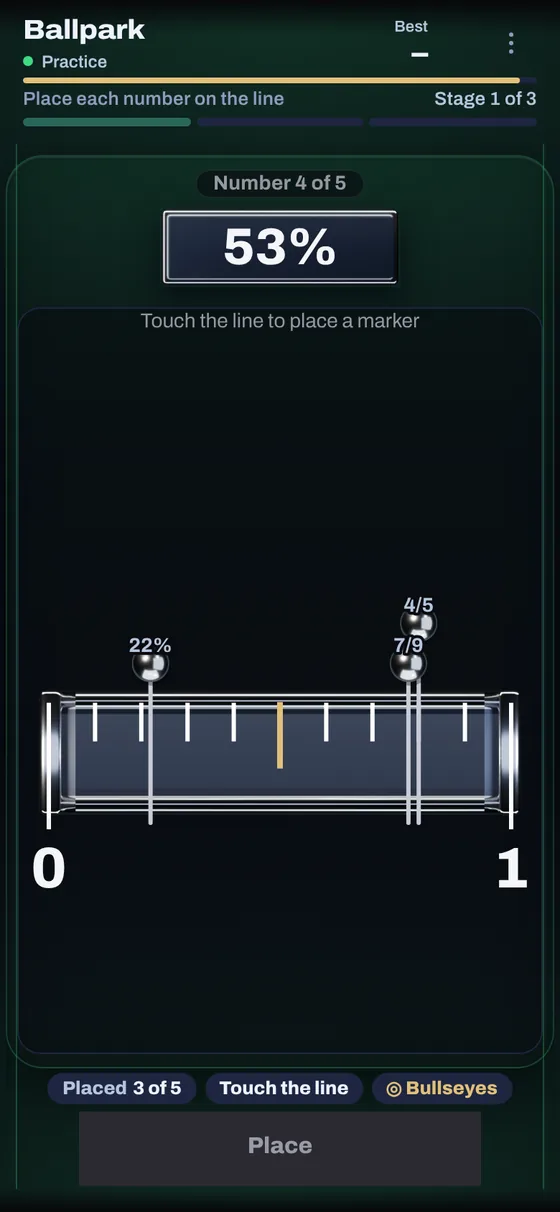 Ballpark
Best
Practice
–
Place each number on the line
Stage 1 of 3
Number 4 of 5
53%
Touch the line to place a marker
4/5
22%
7/9
0
1
Placed 3 of 5
Touch the line
◎ Bullseyes
Place